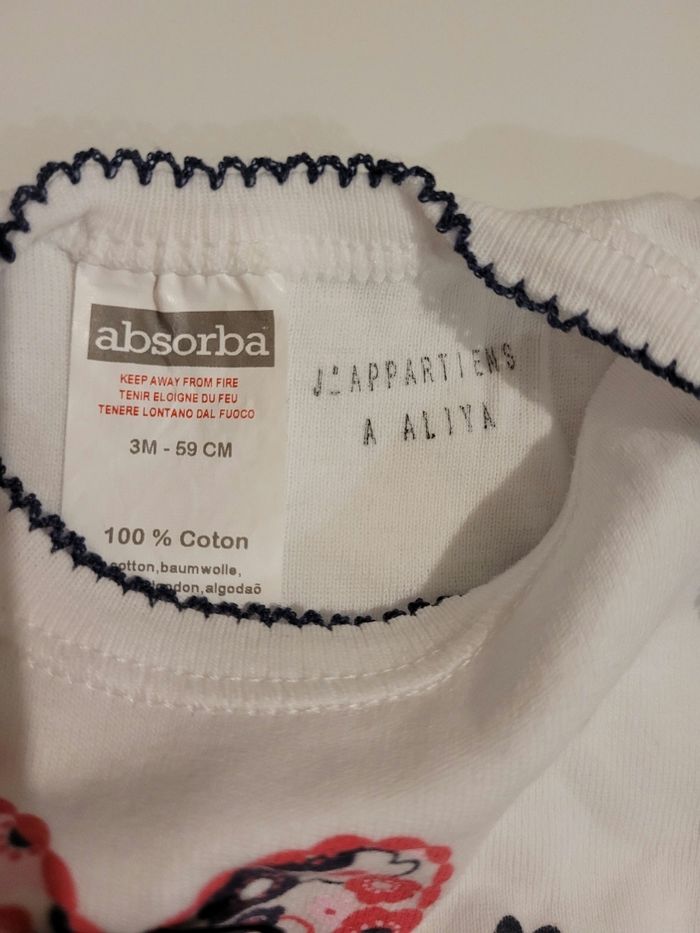 absorba
KEEP AWAY FROM FIRE
TENIR ELOIGNE DU FEU
TENERE LONTANO DAL FUOCO
3M - 59 CM
100 % Coton
cotton,baumwolle,
algodaõ
J'APPARTIENS
A ALIYA